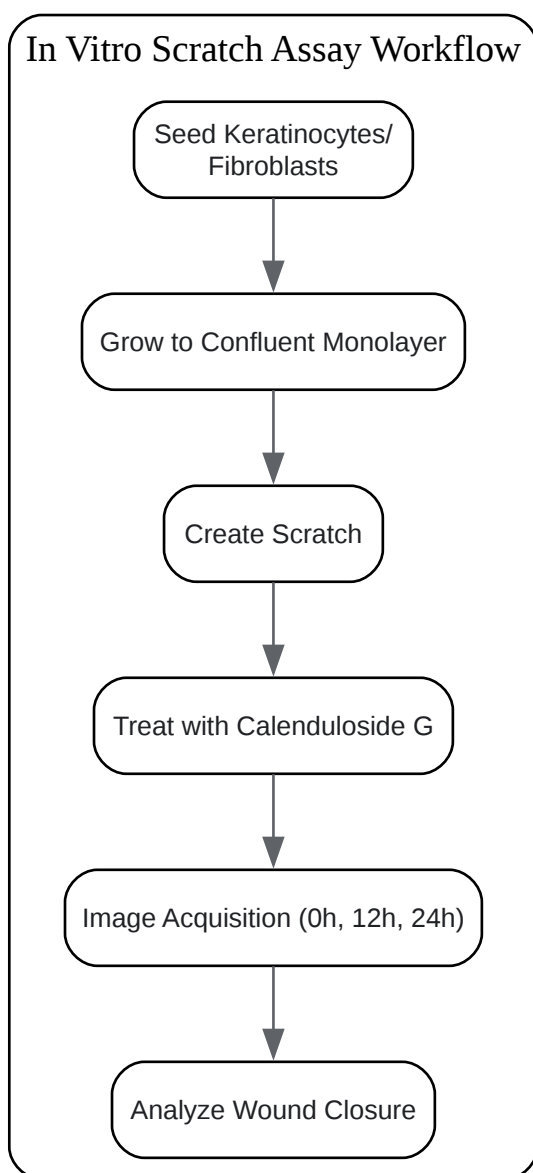 In Vitro Scratch Assay Workflow
Seed Keratinocytes/
Fibroblasts
Grow to Confluent Monolayer
Create Scratch
Treat with Calenduloside G
Image Acquisition (0h, 12h, 24h)
Analyze Wound Closure